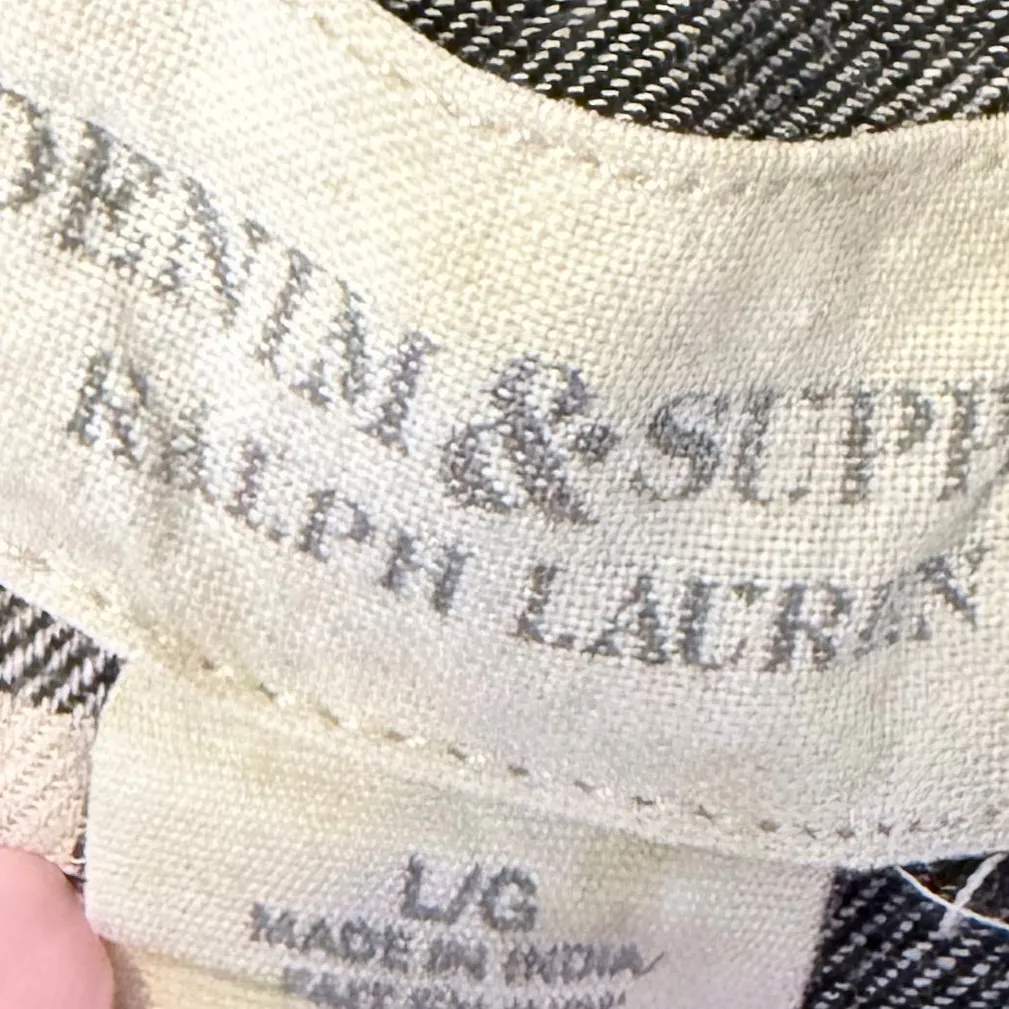 DENIM & SUPP
RALPH LAUREN
L/G
MADE IN INDIA